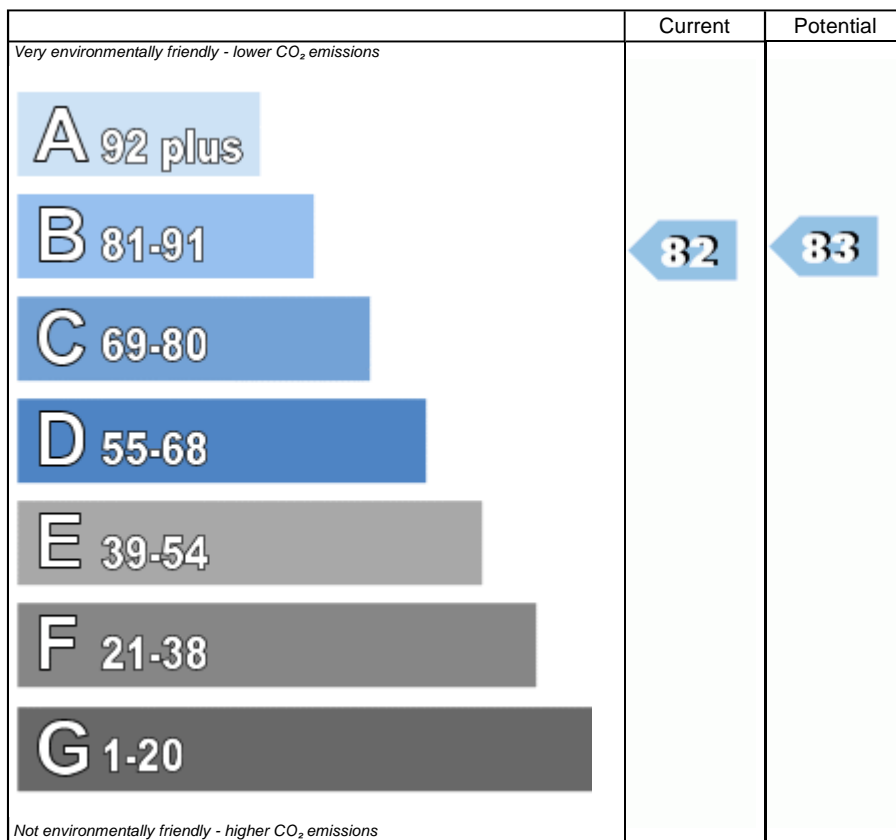 Current Potential
Very environmentally friendly - lower CO₂ emissions
A 92 plus
B 81-91 82 83
C 69-80
D 55-68
E 39-54
F 21-38
G 1-20
Not environmentally friendly - higher CO₂ emissions